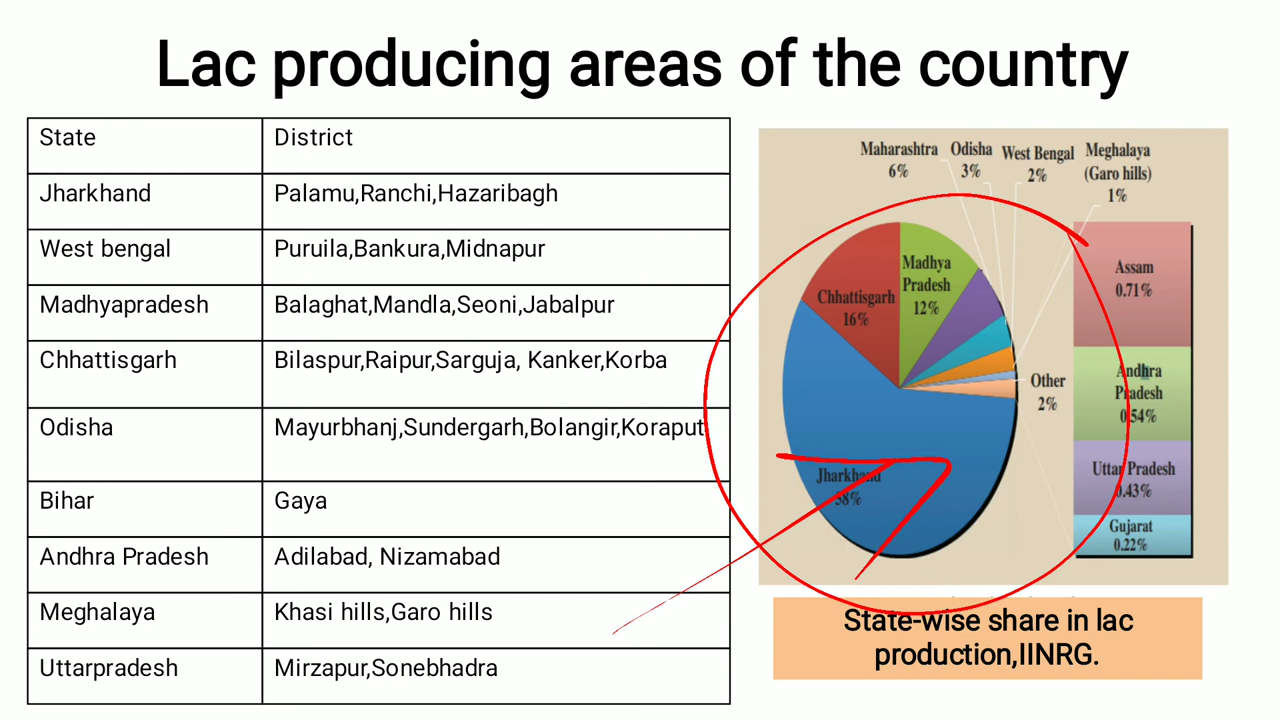 Lac producing areas of the country
State District
Jharkhand Palamu,Ranchi,Hazaribagh
West bengal Puruila,Bankura,Midnapur
Madhyapradesh Balaghat,Mandla,Seoni,Jabalpur
Chhattisgarh Bilaspur,Raipur,Sarguja, Kanker,Korba
Odisha Mayurbhanj,Sundergarh,Bolangir,Koraput
Bihar Gaya
Andhra Pradesh Adilabad, Nizamabad
Meghalaya Khasi hills,Garo hills
Uttarpradesh Mirzapur,Sonebhadra
Maharashtra
6%
Odisha
3%
West Bengal
2%
Meghalaya
(Garo hills)
1%
Madhya
Pradesh
12%
Chhattisgarh
16%
Other
2%
Jharkhand
58%
Assam
0.71%
Andhra
Pradesh
0.54%
Uttar Pradesh
0.43%
Gujarat
0.22%
State-wise share in lac
production,IINRG.